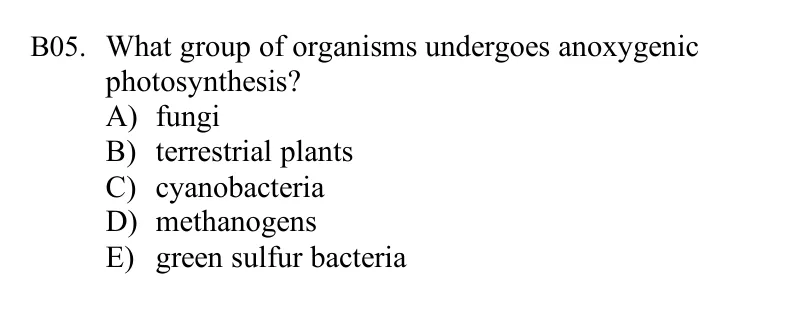 B05. What group of organisms undergoes anoxygenic
photosynthesis?
A) fungi
B) terrestrial plants
C) cyanobacteria
D) methanogens
E) green sulfur bacteria